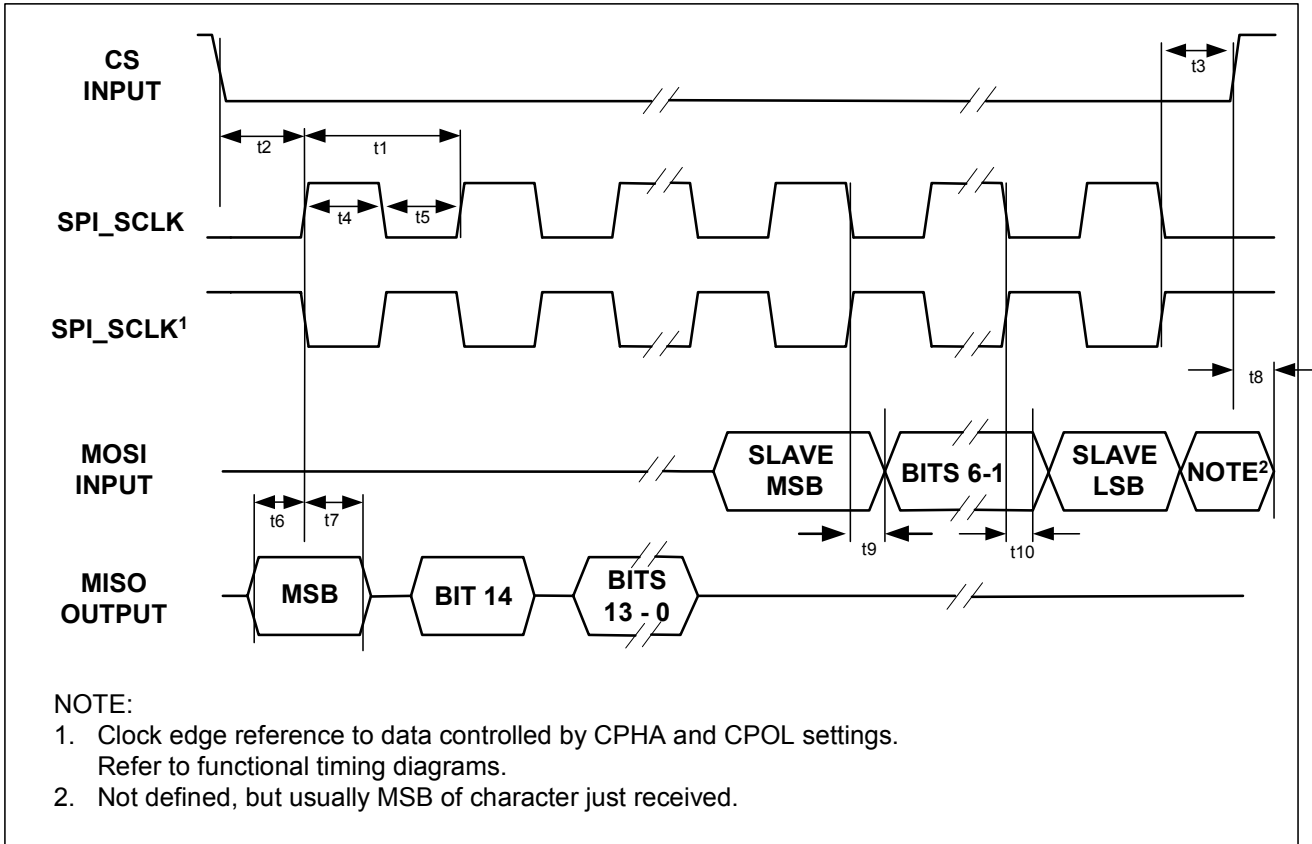 CS
INPUT
t3
t2
t1
SPI_SCLK
t4
t5
SPI_SCLK¹
t8
MOSI
INPUT
SLAVE
MSB
BITS 6-1
SLAVE
LSB
NOTE²
t6
t7
t9
t10
MISO
OUTPUT
MSB
BIT 14
BITS
13 - 0
NOTE:
1. Clock edge reference to data controlled by CPHA and CPOL settings.
Refer to functional timing diagrams.
2. Not defined, but usually MSB of character just received.